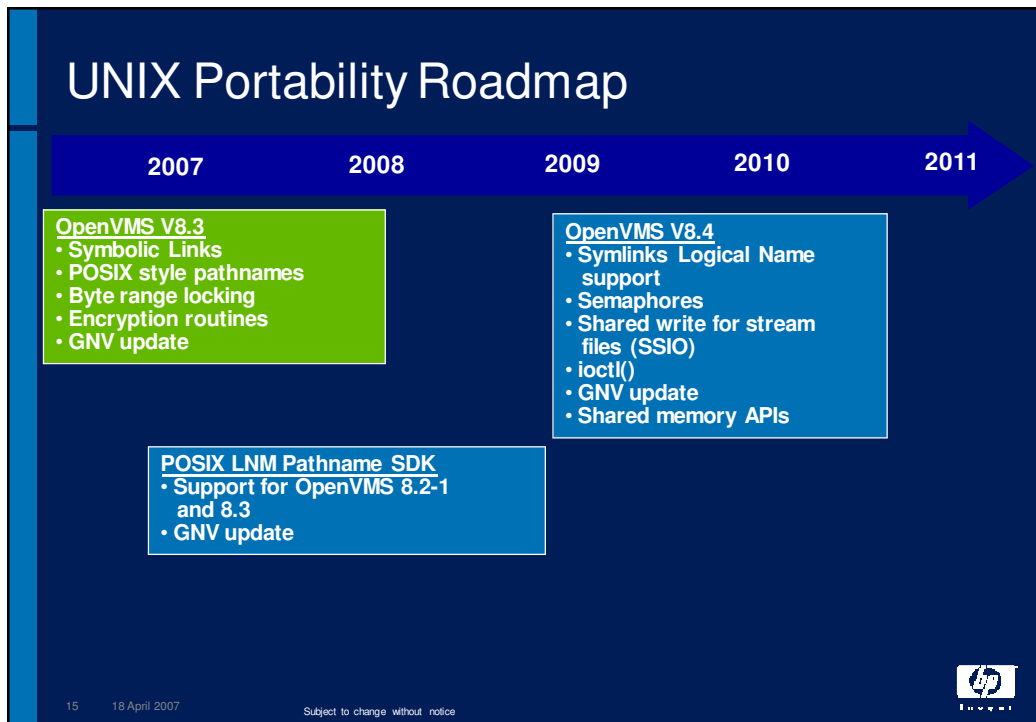 UNIX Portability Roadmap
2007 2008 2009 2010 2011
OpenVMS V8.3
• Symbolic Links
• POSIX style pathnames
• Byte range locking
• Encryption routines
• GNV update
OpenVMS V8.4
• Symlinks Logical Name
support
• Semaphores
• Shared write for stream
files (SSIO)
• ioctl()
• GNV update
• Shared memory APIs
POSIX LNM Pathname SDK
• Support for OpenVMS 8.2-1
and 8.3
• GNV update
15 18 April 2007
Subject to change without notice
hp
i n v e n t